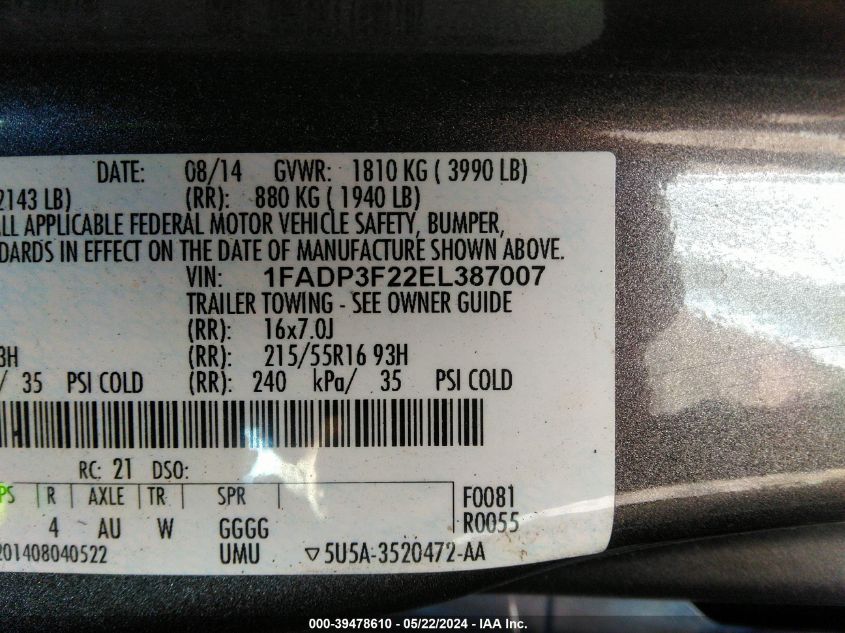 DATE: 08/14 GVWR: 1810 KG ( 3990 LB)
2143 LB) (RR): 880 KG ( 1940 LB)
ALL APPLICABLE FEDERAL MOTOR VEHICLE SAFETY, BUMPER,
DARDS IN EFFECT ON THE DATE OF MANUFACTURE SHOWN ABOVE.
VIN: 1FADP3F22EL387007
TRAILER TOWING - SEE OWNER GUIDE
(RR): 16x7.0J
3H (RR): 215/55R16 93H
/ 35 PSI COLD (RR): 240 kPa/ 35 PSI COLD
RC: 21 DSO:
PS R AXLE TR SPR F0081
4 AU W GGGG R0055
201408040522 UMU ▽5U5A-3520472-AA
000-39478610 - 05/22/2024 - IAA Inc.